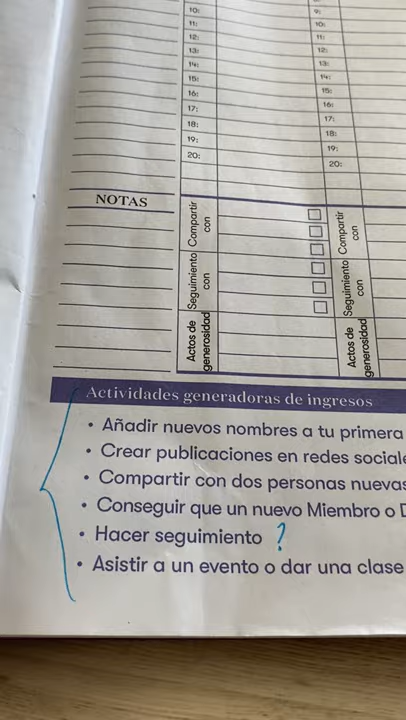 10:
11:
12:
13:
14:
15:
16:
17:
18:
19:
20:
9:
10:
11:
12:
13:
14:
15:
16:
17:
18:
19:
20:
NOTAS
Compartir con
Seguimiento con
Actos de generosidad
Compartir con
Seguimiento con
Actos de generosidad
Actividades generadoras de ingresos
• Añadir nuevos nombres a tu primera
• Crear publicaciones en redes sociale
• Compartir con dos personas nuevas
• Conseguir que un nuevo Miembro o D
• Hacer seguimiento ?
• Asistir a un evento o dar una clase